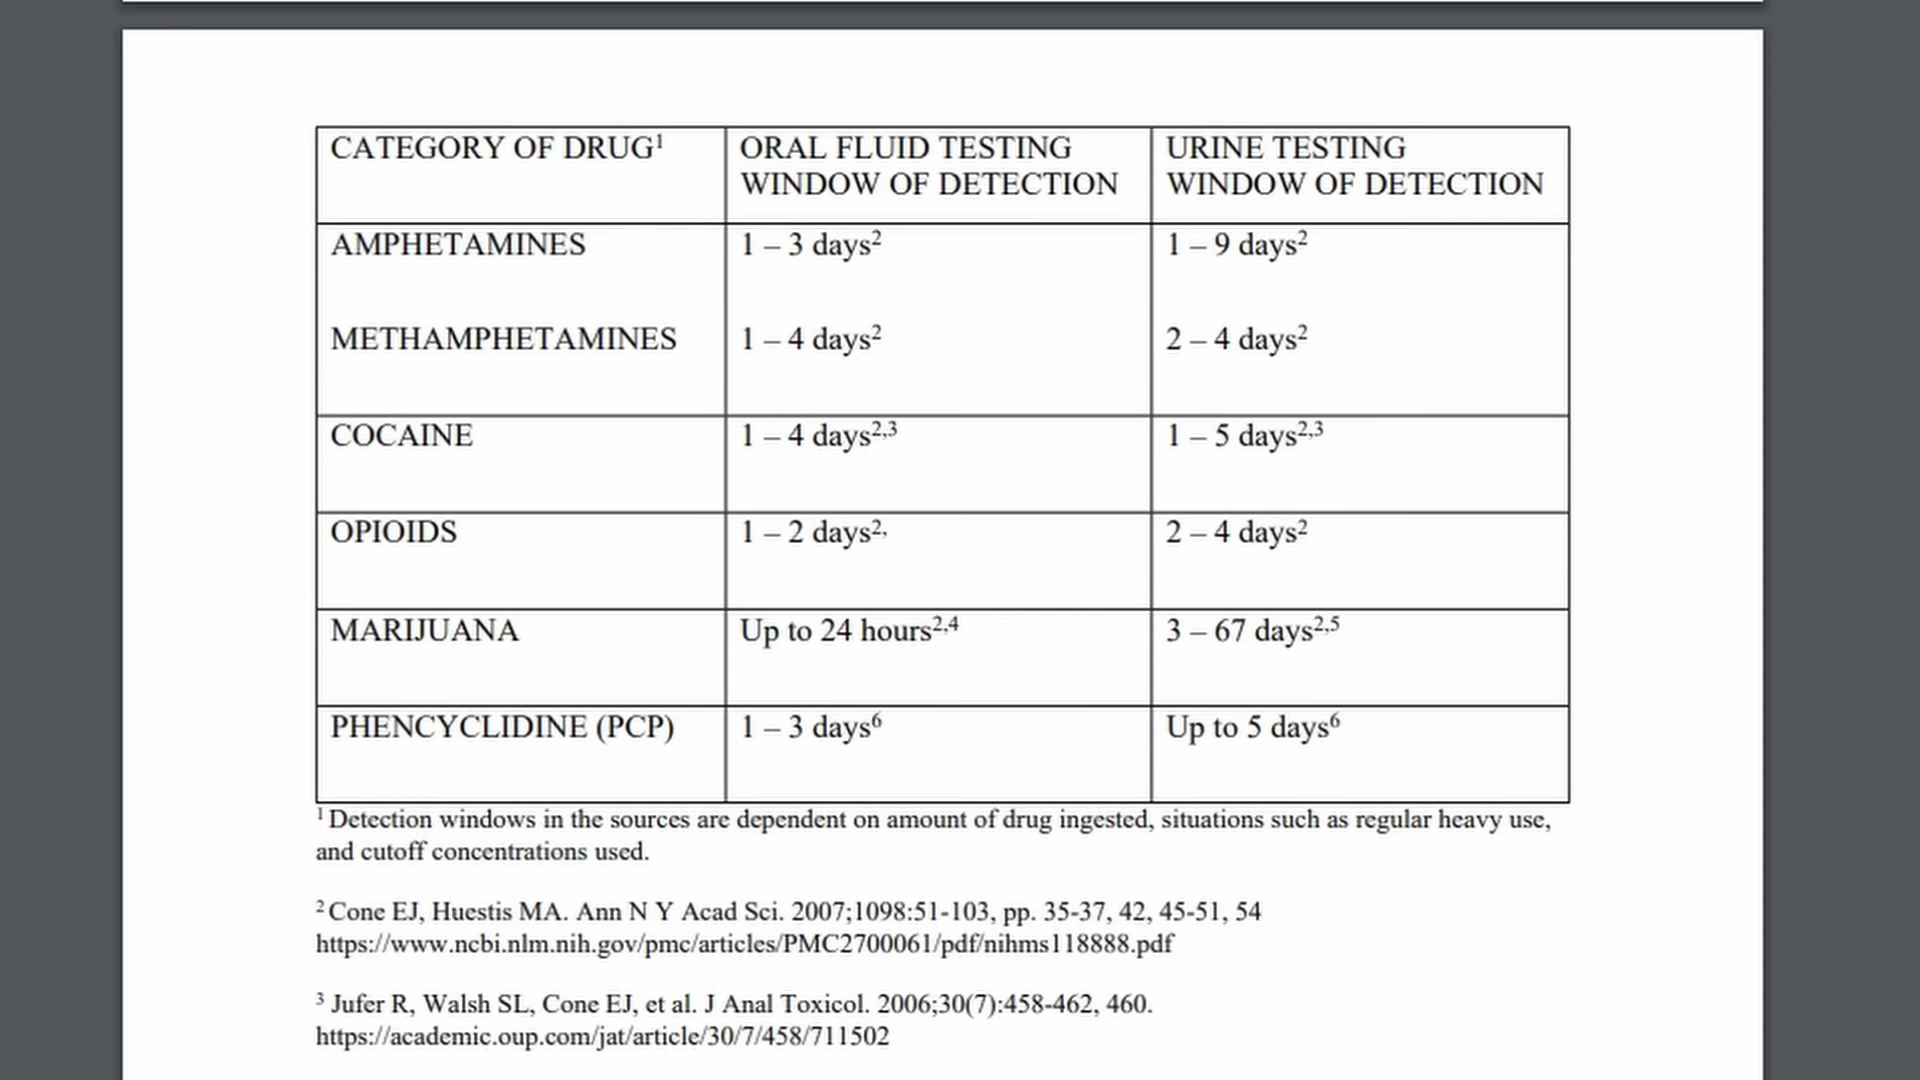 CATEGORY OF DRUG¹ ORAL FLUID TESTING URINE TESTING
WINDOW OF DETECTION WINDOW OF DETECTION
AMPHETAMINES 1 – 3 days² 1 – 9 days²
METHAMPHETAMINES 1 – 4 days² 2 – 4 days²
COCAINE 1 – 4 days²,³ 1 – 5 days²,³
OPIOIDS 1 – 2 days², 2 – 4 days²
MARIJUANA Up to 24 hours²,⁴ 3 – 67 days²,⁵
PHENCYCLIDINE (PCP) 1 – 3 days⁶ Up to 5 days⁶
¹ Detection windows in the sources are dependent on amount of drug ingested, situations such as regular heavy use,
and cutoff concentrations used.
² Cone EJ, Huestis MA. Ann N Y Acad Sci. 2007;1098:51-103, pp. 35-37, 42, 45-51, 54
https://www.ncbi.nlm.nih.gov/pmc/articles/PMC2700061/pdf/nihms118888.pdf
³ Jufer R, Walsh SL, Cone EJ, et al. J Anal Toxicol. 2006;30(7):458-462, 460.
https://academic.oup.com/jat/article/30/7/458/711502